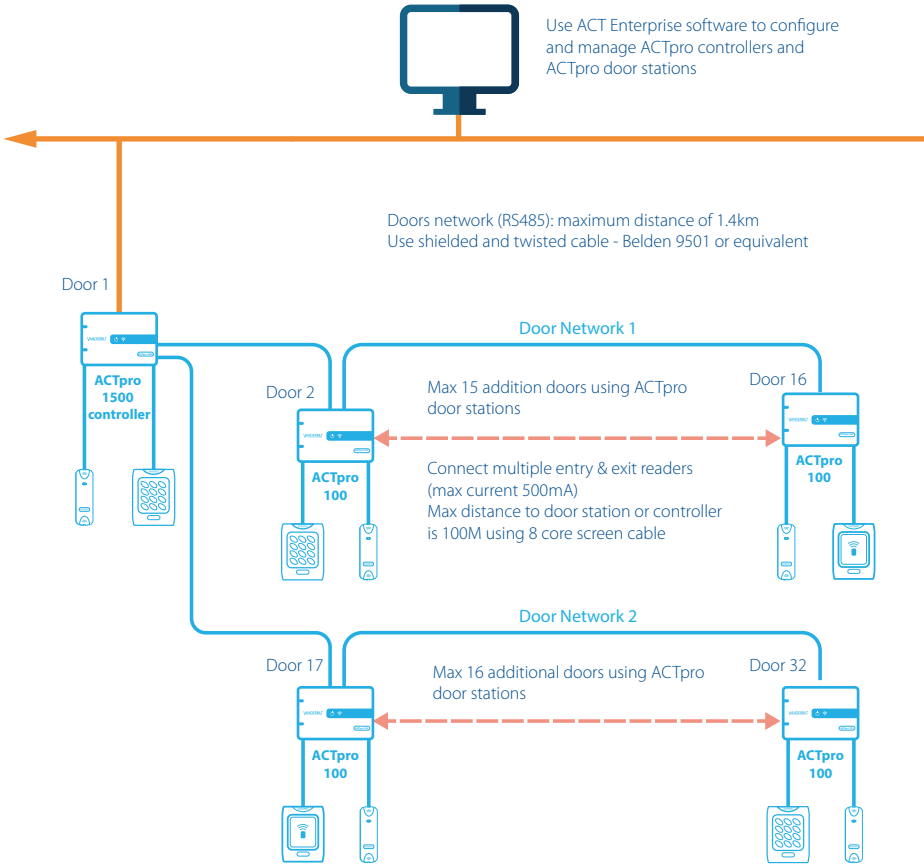 Use ACT Enterprise software to configure
and manage ACTpro controllers and
ACTpro door stations
Doors network (RS485): maximum distance of 1.4km
Use shielded and twisted cable - Belden 9501 or equivalent
Door 1
VANDERBILT
ACTpro
1500
controller
Door Network 1
Door 2
VANDERBILT
ACTpro
100
Max 15 addition doors using ACTpro
door stations
Connect multiple entry & exit readers
(max current 500mA)
Max distance to door station or controller
is 100M using 8 core screen cable
Door 16
VANDERBILT
ACTpro
100
Door Network 2
Door 17
VANDERBILT
ACTpro
100
Max 16 additional doors using ACTpro
door stations
Door 32
VANDERBILT
ACTpro
100